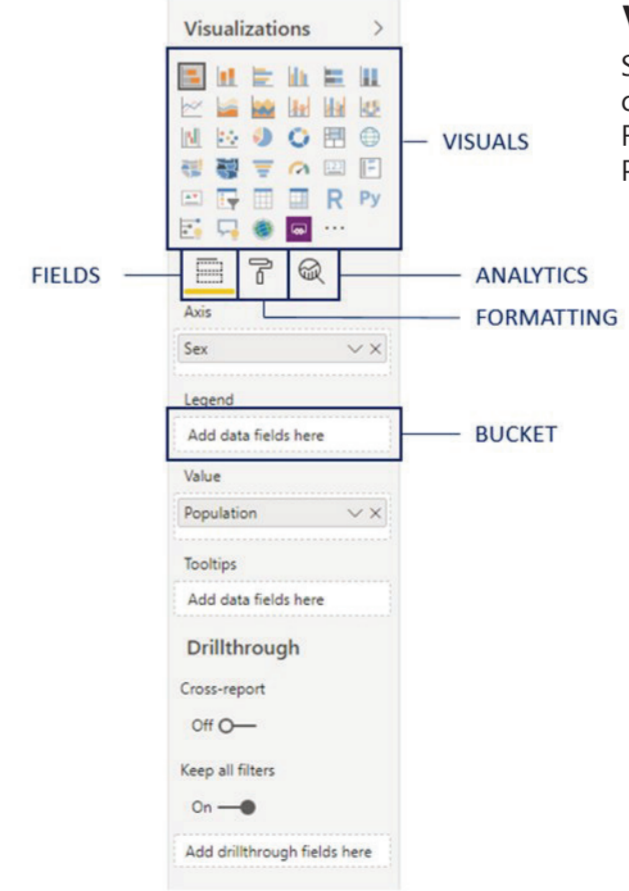 Visualizations
VISUALS
R Py
FIELDS
ANALYTICS
FORMATTING
Axis
Sex
Legend
Add data fields here
BUCKET
Value
Population
Tooltips
Add data fields here
Drillthrough
Cross-report
Off
Keep all filters
On
Add drillthrough fields here